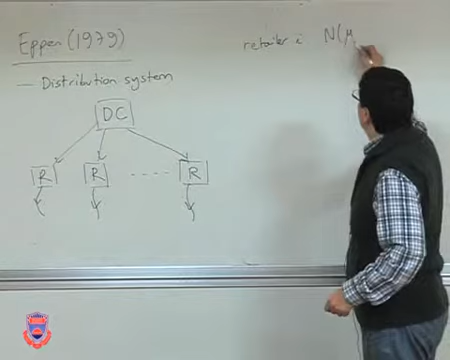 Eppen (1979)
— Distribution system
DC
R R ..... R
retailer i N(μ